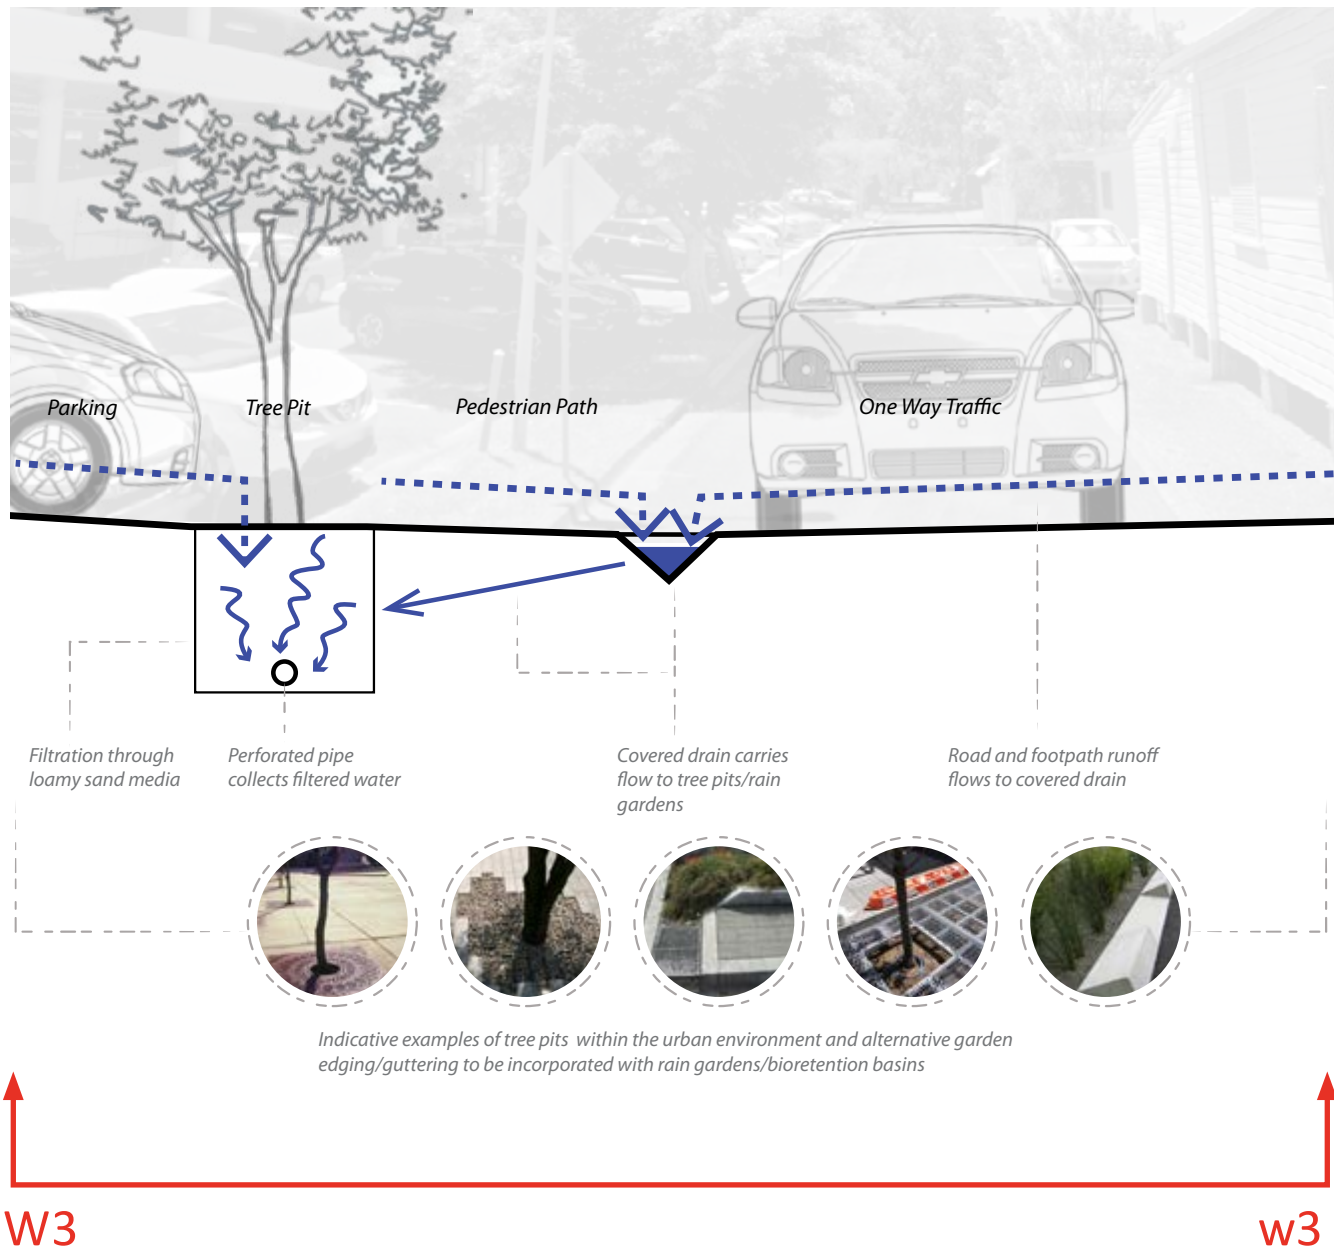 Parking
Tree Pit
Pedestrian Path
One Way Traffic
Filtration through
loamy sand media
Perforated pipe
collects filtered water
Covered drain carries
flow to tree pits/rain
gardens
Road and footpath runoff
flows to covered drain
Indicative examples of tree pits within the urban environment and alternative garden
edging/guttering to be incorporated with rain gardens/bioretention basins
W3
w3